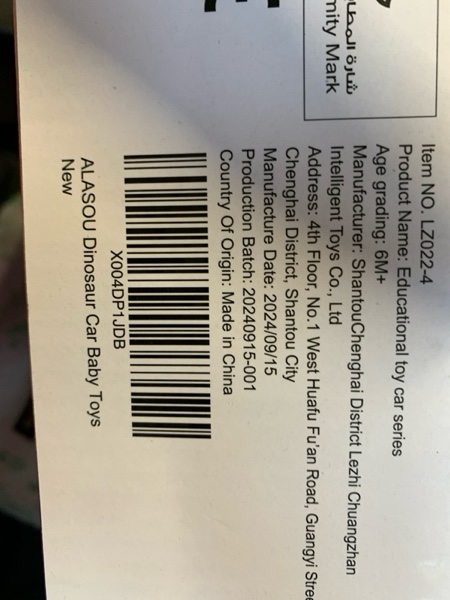 شارة المطا
mity Mark
Item NO. LZ022-4
Product Name: Educational toy car series
Age grading: 6M+
Manufacturer: ShantouChenghai District Lezhi Chuangzhan
Intelligent Toys Co., Ltd
Address: 4th Floor, No.1 West Huafu Fu'an Road, Guangyi Stree
Chenghai District, Shantou City
Manufacture Date: 2024/09/15
Production Batch: 20240915-001
Country Of Origin: Made in China
X004DP1JDB
ALASOU Dinosaur Car Baby Toys
New